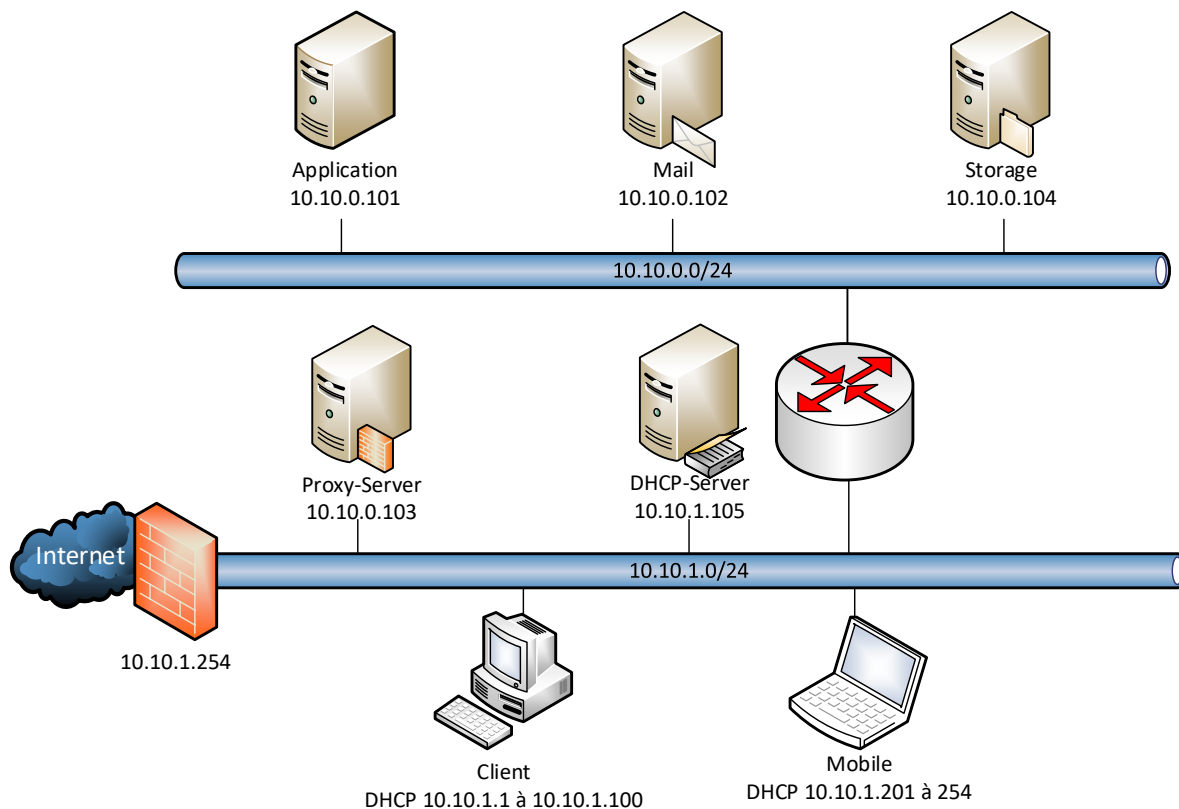 Application
10.10.0.101
Mail
10.10.0.102
Storage
10.10.0.104
10.10.0.0/24
Proxy-Server
10.10.0.103
DHCP-Server
10.10.1.105
Internet
10.10.1.0/24
10.10.1.254
Client
DHCP 10.10.1.1 à 10.10.1.100
Mobile
DHCP 10.10.1.201 à 254